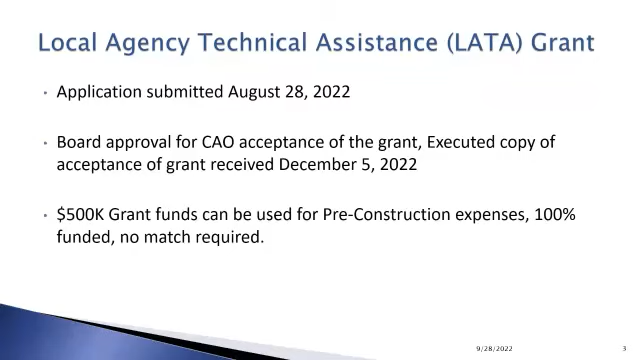 Local Agency Technical Assistance (LATA) Grant
• Application submitted August 28, 2022
• Board approval for CAO acceptance of the grant, Executed copy of
acceptance of grant received December 5, 2022
• $500K Grant funds can be used for Pre-Construction expenses, 100%
funded, no match required.
9/28/2022 3